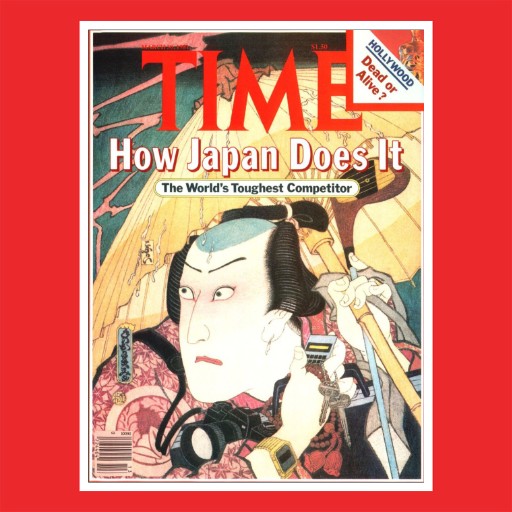 $1.50
TIME
HOLLYWOOD
Dead or
Alive?
How Japan Does It
The World's Toughest Competitor